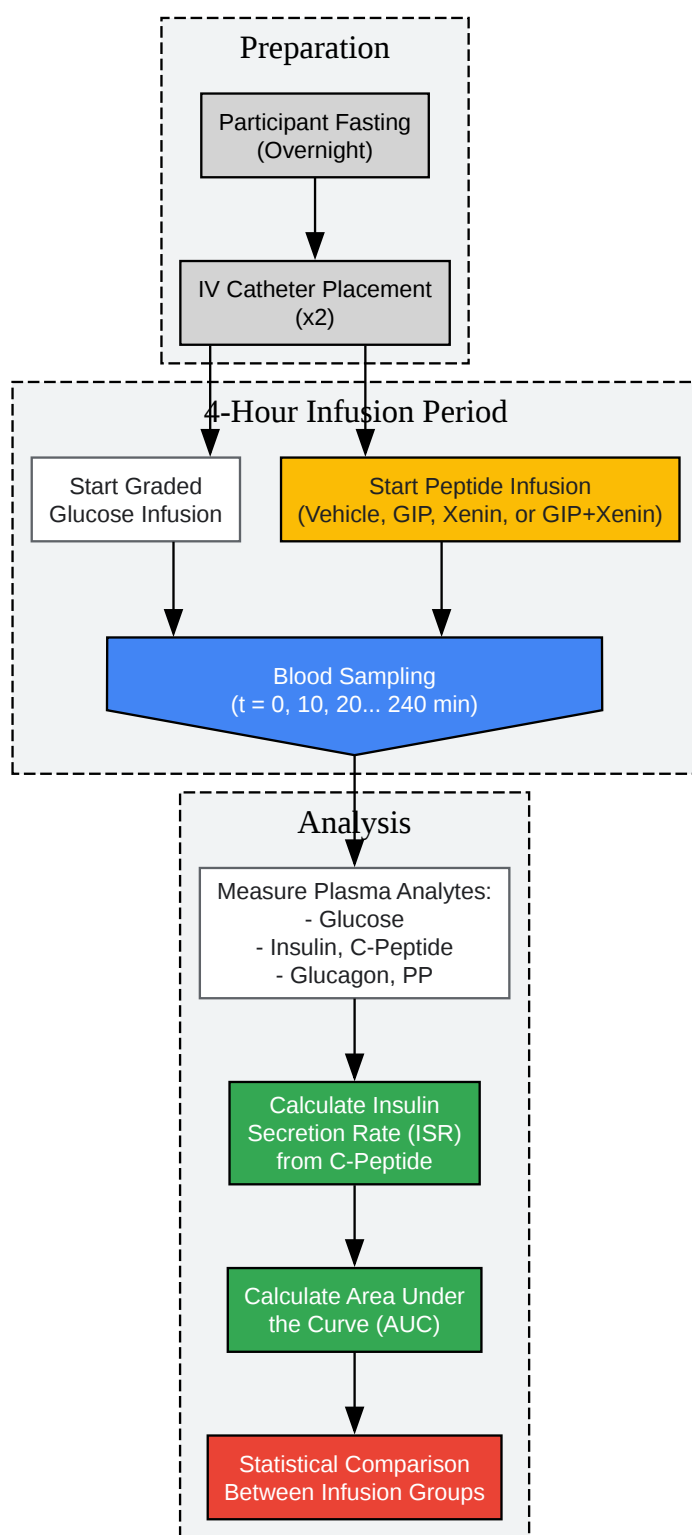 Preparation
Participant Fasting
(Overnight)
IV Catheter Placement
(x2)
4-Hour Infusion Period
Start Graded
Glucose Infusion
Start Peptide Infusion
(Vehicle, GIP, Xenin, or GIP+Xenin)
Blood Sampling
(t = 0, 10, 20... 240 min)
Analysis
Measure Plasma Analytes:
- Glucose
- Insulin, C-Peptide
- Glucagon, PP
Calculate Insulin
Secretion Rate (ISR)
from C-Peptide
Calculate Area Under
the Curve (AUC)
Statistical Comparison
Between Infusion Groups